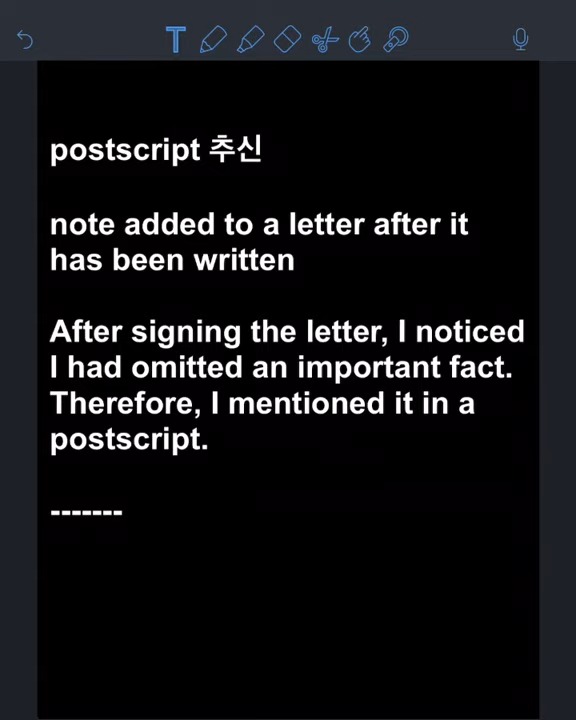 postscript 추신
note added to a letter after it
has been written
After signing the letter, I noticed
I had omitted an important fact.
Therefore, I mentioned it in a
postscript.
-------